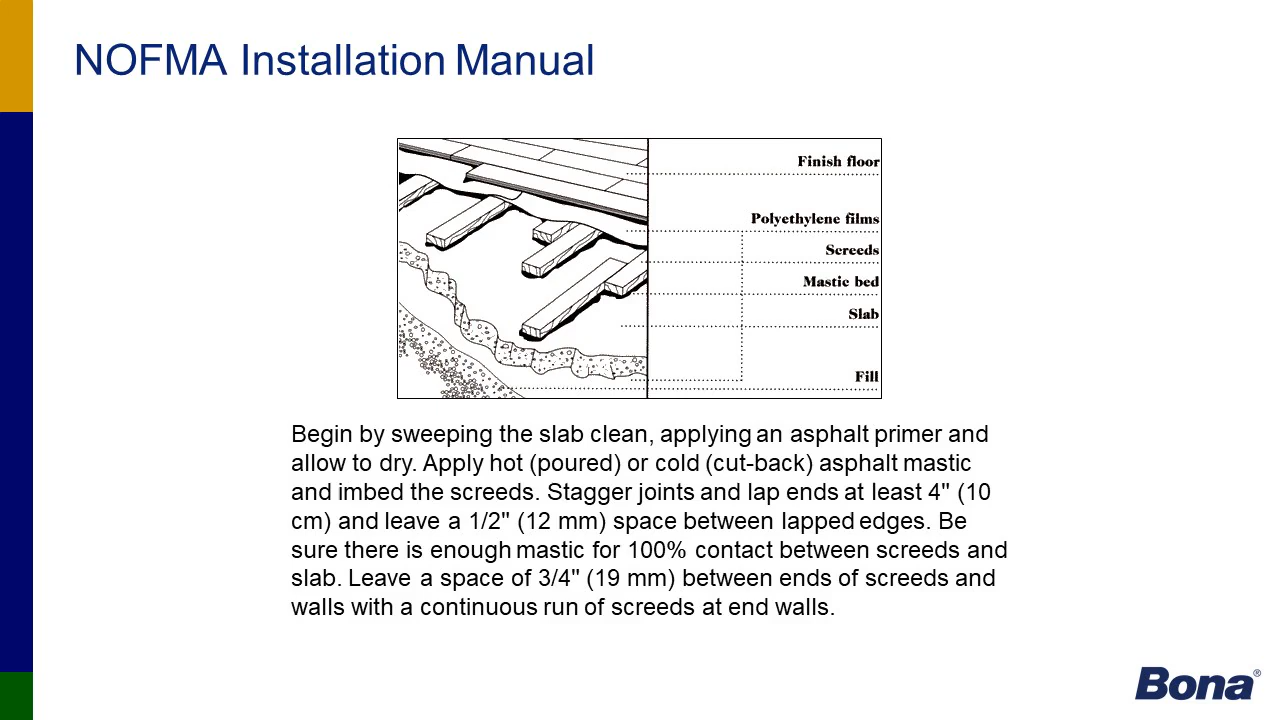 NOFMA Installation Manual
Finish floor
Polyethylene films
Screeds
Mastic bed
Slab
Fill
Begin by sweeping the slab clean, applying an asphalt primer and
allow to dry. Apply hot (poured) or cold (cut-back) asphalt mastic
and imbed the screeds. Stagger joints and lap ends at least 4" (10
cm) and leave a 1/2" (12 mm) space between lapped edges. Be
sure there is enough mastic for 100% contact between screeds and
slab. Leave a space of 3/4" (19 mm) between ends of screeds and
walls with a continuous run of screeds at end walls.
Bona®